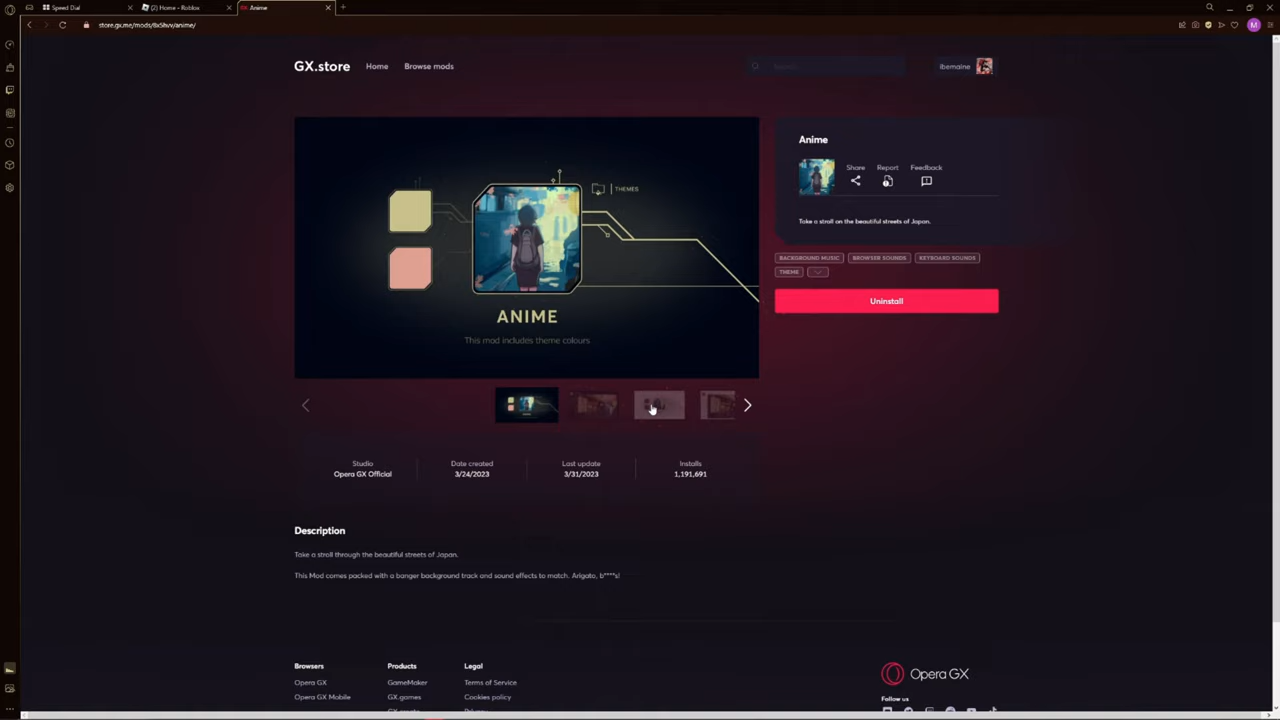 Speed Dial
(2) Home - Roblox
Anime
store.gx.me/mods/8x5hvv/anime/
M
GX.store
Home
Browse mods
ibemaine
THEMES
ANIME
This mod includes theme colours
Anime
Share
Report
Feedback
Take a stroll on the beautiful streets of Japan.
BACKGROUND MUSIC
BROWSER SOUNDS
KEYBOARD SOUNDS
THEME
Uninstall
Studio
Date created
Last update
Installs
Opera GX Official
3/24/2023
3/31/2023
1,191,691
Description
Take a stroll through the beautiful streets of Japan.
This Mod comes packed with a banger background track and sound effects to match. Arigato, b****s!
Browsers
Products
Legal
Opera GX
GameMaker
Terms of Service
Opera GX Mobile
GX.games
Cookies policy
Opera GX
Follow us